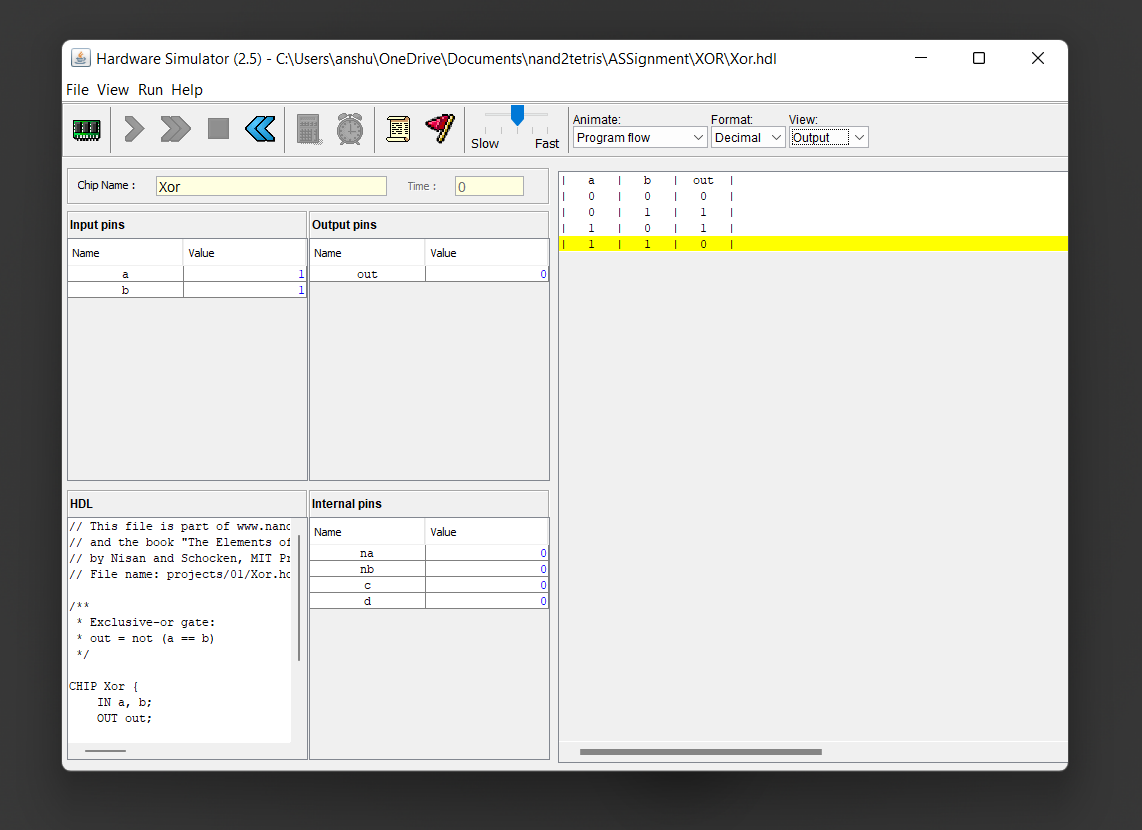 Hardware Simulator (2.5) - C:\Users\anshu\OneDrive\Documents\nand2tetris\ASSignment\XOR\Xor.hdl
File View Run Help
Slow Fast
Animate: Format: View:
Program flow Decimal Output
Chip Name : Xor Time : 0
Input pins
Name Value
a 1
b 1
Output pins
Name Value
out 0
HDL
// This file is part of www.nand
// and the book "The Elements of
// by Nisan and Schocken, MIT Pr
// File name: projects/01/Xor.hd
/**
* Exclusive-or gate:
* out = not (a == b)
*/
CHIP Xor {
IN a, b;
OUT out;
Internal pins
Name Value
na 0
nb 0
c 0
d 0
| a | b | out |
| 0 | 0 | 0 |
| 0 | 1 | 1 |
| 1 | 0 | 1 |
| 1 | 1 | 0 |